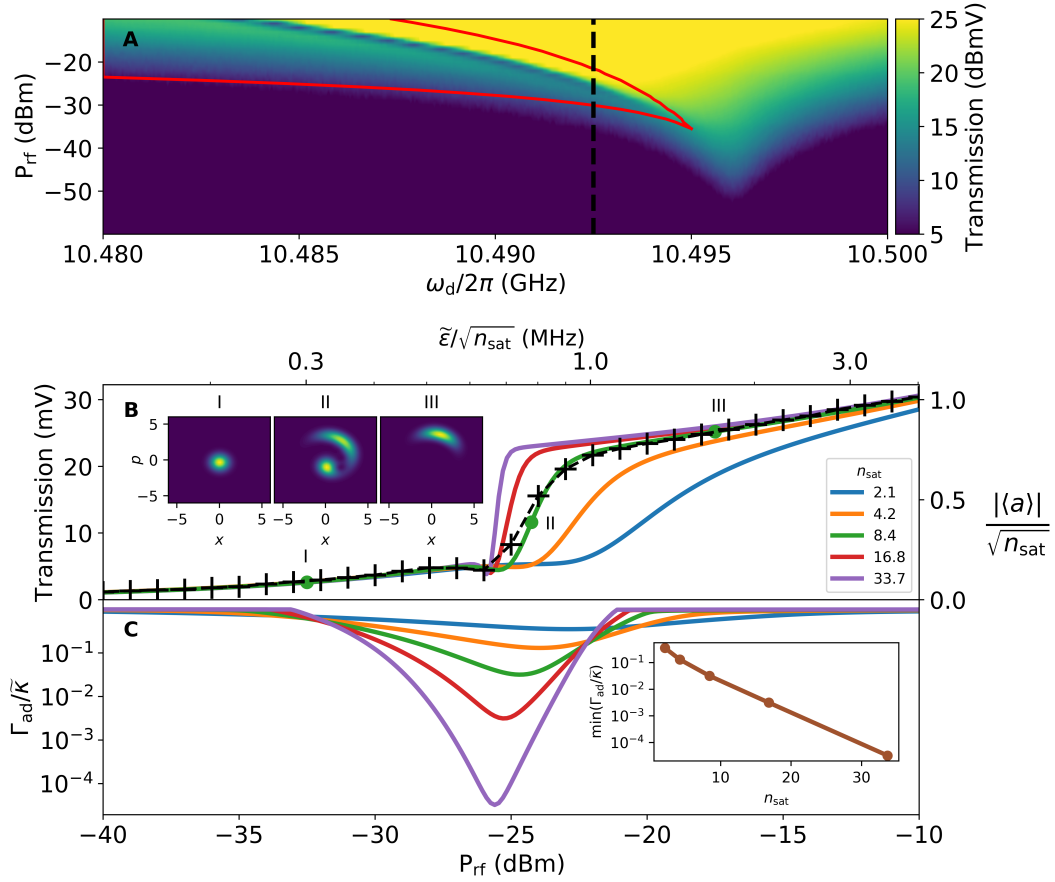 A
−20
−30
−40
−50
P_rf (dBm)
10.480
10.485
10.490
10.495
10.500
ω_d/2π (GHz)
25
20
15
10
5
Transmission (dBmV)
ε̃/√n_sat (MHz)
0.3
1.0
3.0
B
30
20
10
0
Transmission (mV)
1.0
0.5
0.0
|⟨a⟩|
√n_sat
I
II
III
5
0
−5
p
−5 0 5
−5 0 5
−5 0 5
x
x
x
I
II
III
n_sat
2.1
4.2
8.4
16.8
33.7
C
10⁻¹
10⁻²
10⁻³
10⁻⁴
Γ_ad/κ̃
10⁻¹
10⁻²
10⁻³
10⁻⁴
min(Γ_ad/κ̃)
10
20
30
n_sat
−40
−35
−30
−25
−20
−15
−10
P_rf (dBm)